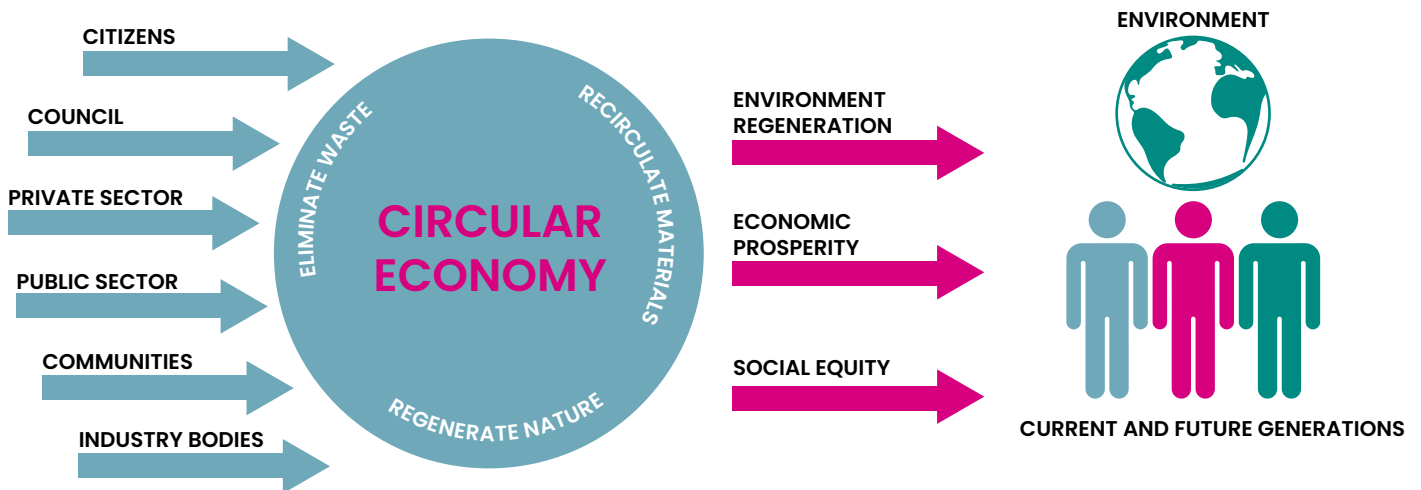 CITIZENS
COUNCIL
PRIVATE SECTOR
PUBLIC SECTOR
COMMUNITIES
INDUSTRY BODIES
ELIMINATE WASTE
RECIRCULATE MATERIALS
REGENERATE NATURE
CIRCULAR
ECONOMY
ENVIRONMENT
REGENERATION
ECONOMIC
PROSPERITY
SOCIAL EQUITY
ENVIRONMENT
CURRENT AND FUTURE GENERATIONS